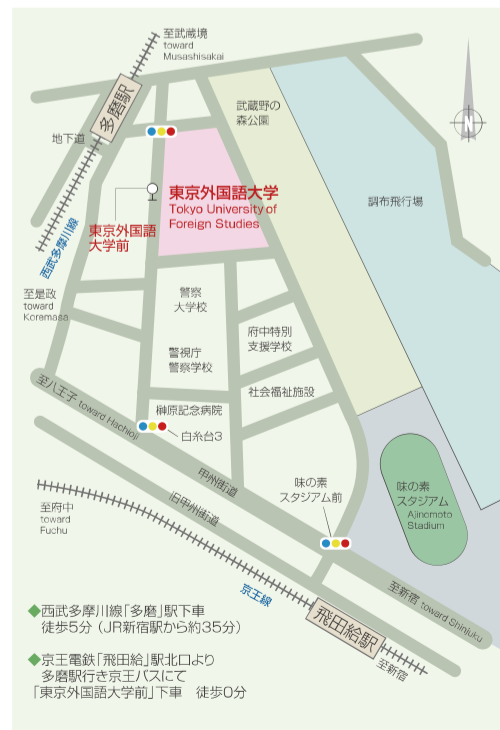 至武蔵境
toward
Musashisakai
多磨駅
地下道
武蔵野の
森公園
N
調布飛行場
東京外国語大学
Tokyo University of
Foreign Studies
東京外国語
大学前
西武多摩川線
至是政
toward
Koremasa
警察
大学校
府中特別
支援学校
警視庁
警察学校
社会福祉施設
至八王子 toward Hachioji
榊原記念病院
白糸台3
甲州街道
味の素
スタジアム前
味の素
スタジアム
Ajinomoto
Stadium
旧甲州街道
至府中
toward
Fuchu
京王線
至新宿 toward Shinjuku
飛田給駅
至新宿
◆西武多摩川線「多磨」駅下車
徒歩5分(JR新宿駅から約35分)
◆京王電鉄「飛田給」駅北口より
多磨駅行き京王バスにて
「東京外国語大学前」下車 徒歩0分